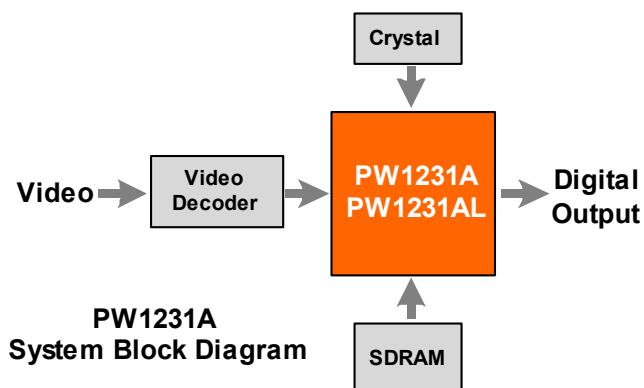 Crystal
Video
Video
Decoder
PW1231A
PW1231AL
Digital
Output
PW1231A
System Block Diagram
SDRAM